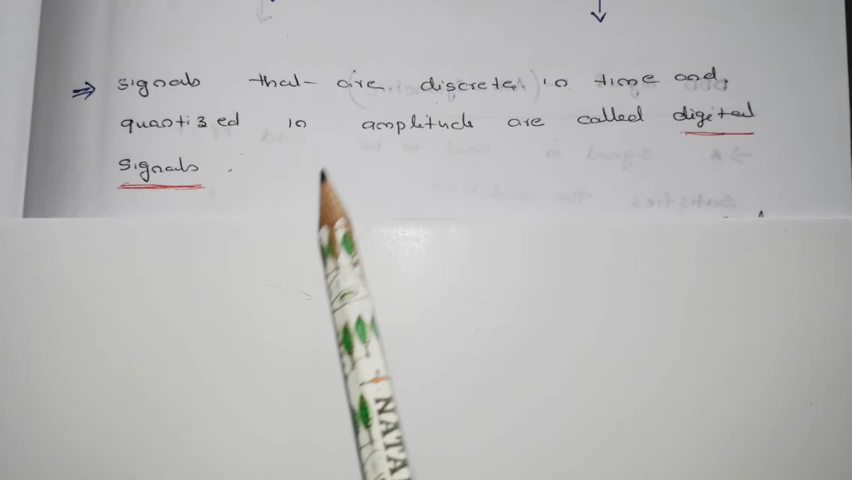 ⇒ signals that are discrete in time and
quantized in amplitude are called digital
signals.
NATA